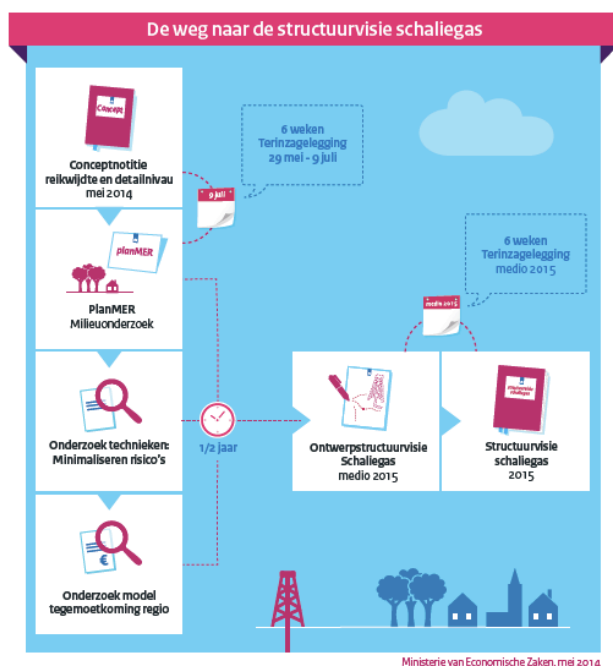 De weg naar de structuurvisie schaliegas
Concept
Conceptnotitie
reikwijdte en detailnivau
mei 2014
6 weken
Terinzagelegging
29 mei - 9 juli
9 juli
planMER
PlanMER
Milieuonderzoek
6 weken
Terinzagelegging
medio 2015
medio 2015
Onderzoek technieken:
Minimaliseren risico's
1/2 jaar
Ontwerpstructuurvisie
Schaliegas
medio 2015
Structuurvisie
schaliegas
Structuurvisie
schaliegas
2015
€
Onderzoek model
tegemoetkoming regio
Ministerie van Economische Zaken, mei 2014